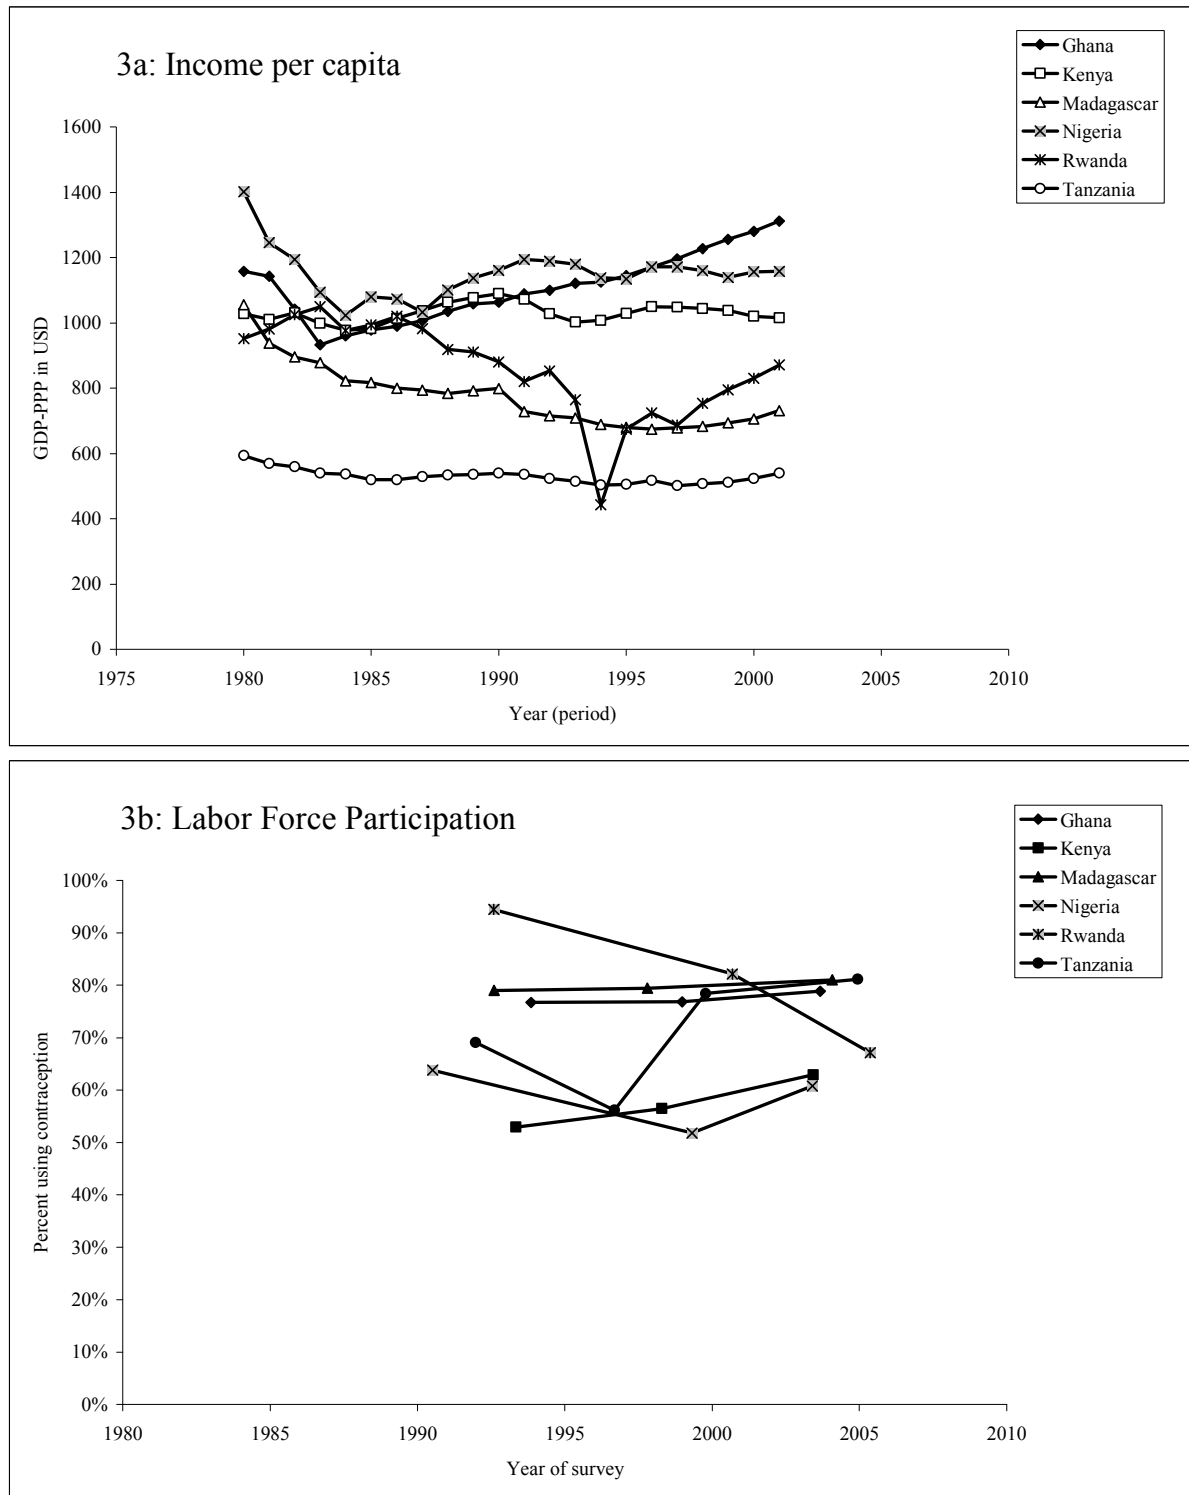 3a: Income per capita
Ghana
Kenya
Madagascar
Nigeria
Rwanda
Tanzania
1600
1400
1200
1000
800
600
400
200
0
GDP-PPP in USD
1975 1980 1985 1990 1995 2000 2005 2010
Year (period)
3b: Labor Force Participation
Ghana
Kenya
Madagascar
Nigeria
Rwanda
Tanzania
100%
90%
80%
70%
60%
50%
40%
30%
20%
10%
0%
Percent using contraception
1980 1985 1990 1995 2000 2005 2010
Year of survey